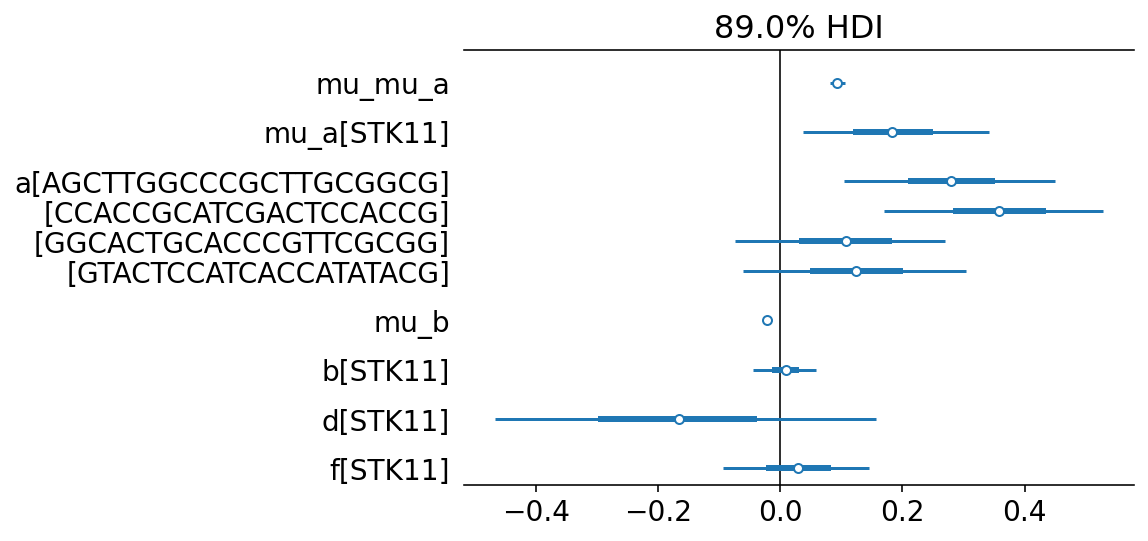 89.0% HDI
mu_mu_a
mu_a[STK11]
a[AGCTTGGCCCGCTTGCGGCG]
[CCACCGCATCGACTCCACCG]
[GGCACTGCACCCGTTCGCGG]
[GTACTCCATCACCATATACG]
mu_b
b[STK11]
d[STK11]
f[STK11]
−0.4 −0.2 0.0 0.2 0.4